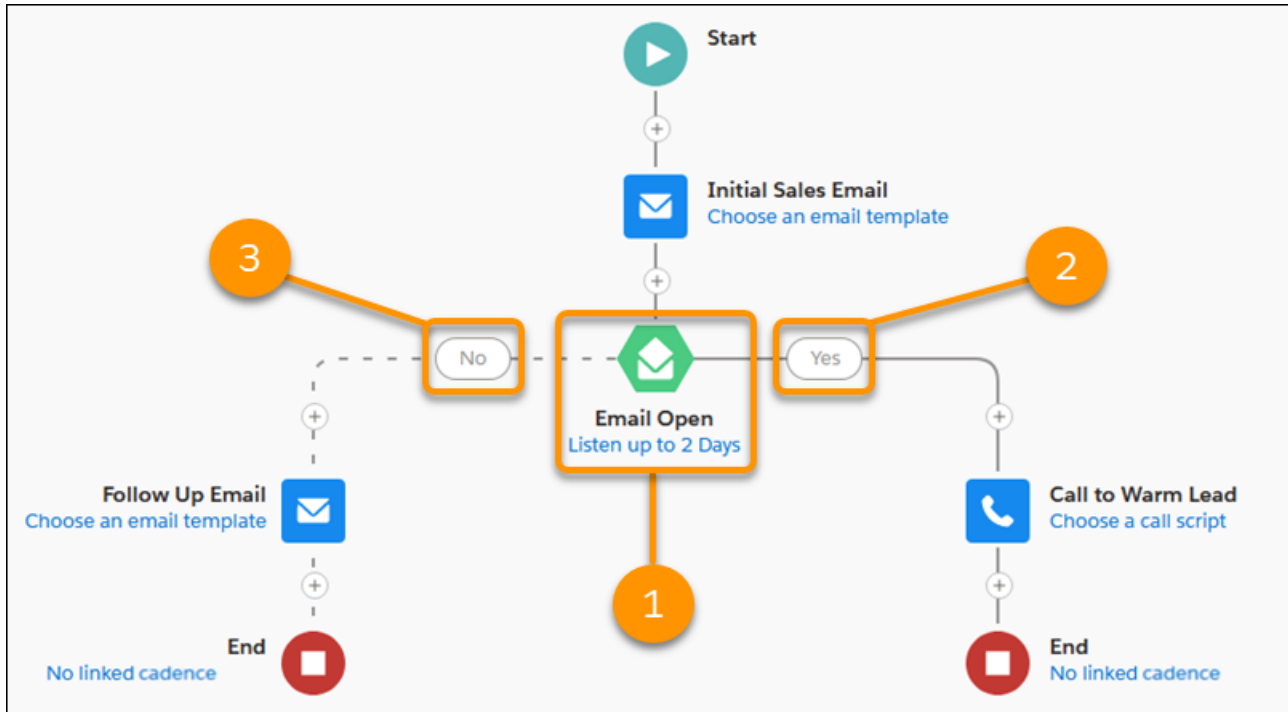 Start
Initial Sales Email
Choose an email template
3
2
No
Yes
Email Open
Listen up to 2 Days
Follow Up Email
Choose an email template
Call to Warm Lead
Choose a call script
1
End
No linked cadence
End
No linked cadence